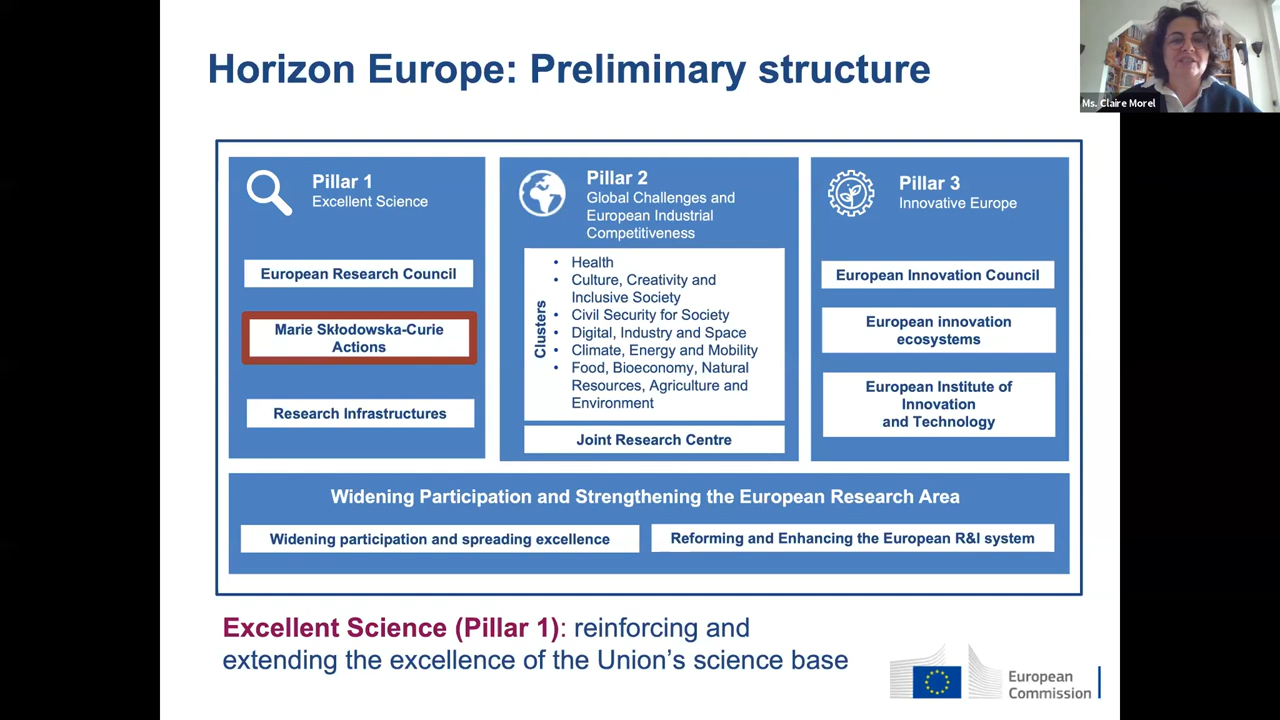 Horizon Europe: Preliminary structure
Ms. Claire Morel
Pillar 1
Excellent Science
European Research Council
Marie Skłodowska-Curie
Actions
Research Infrastructures
Pillar 2
Global Challenges and
European Industrial
Competitiveness
Clusters
• Health
• Culture, Creativity and
Inclusive Society
• Civil Security for Society
• Digital, Industry and Space
• Climate, Energy and Mobility
• Food, Bioeconomy, Natural
Resources, Agriculture and
Environment
Joint Research Centre
Pillar 3
Innovative Europe
European Innovation Council
European innovation
ecosystems
European Institute of
Innovation
and Technology
Widening Participation and Strengthening the European Research Area
Widening participation and spreading excellence
Reforming and Enhancing the European R&I system
Excellent Science (Pillar 1): reinforcing and
extending the excellence of the Union's science base
European
Commission